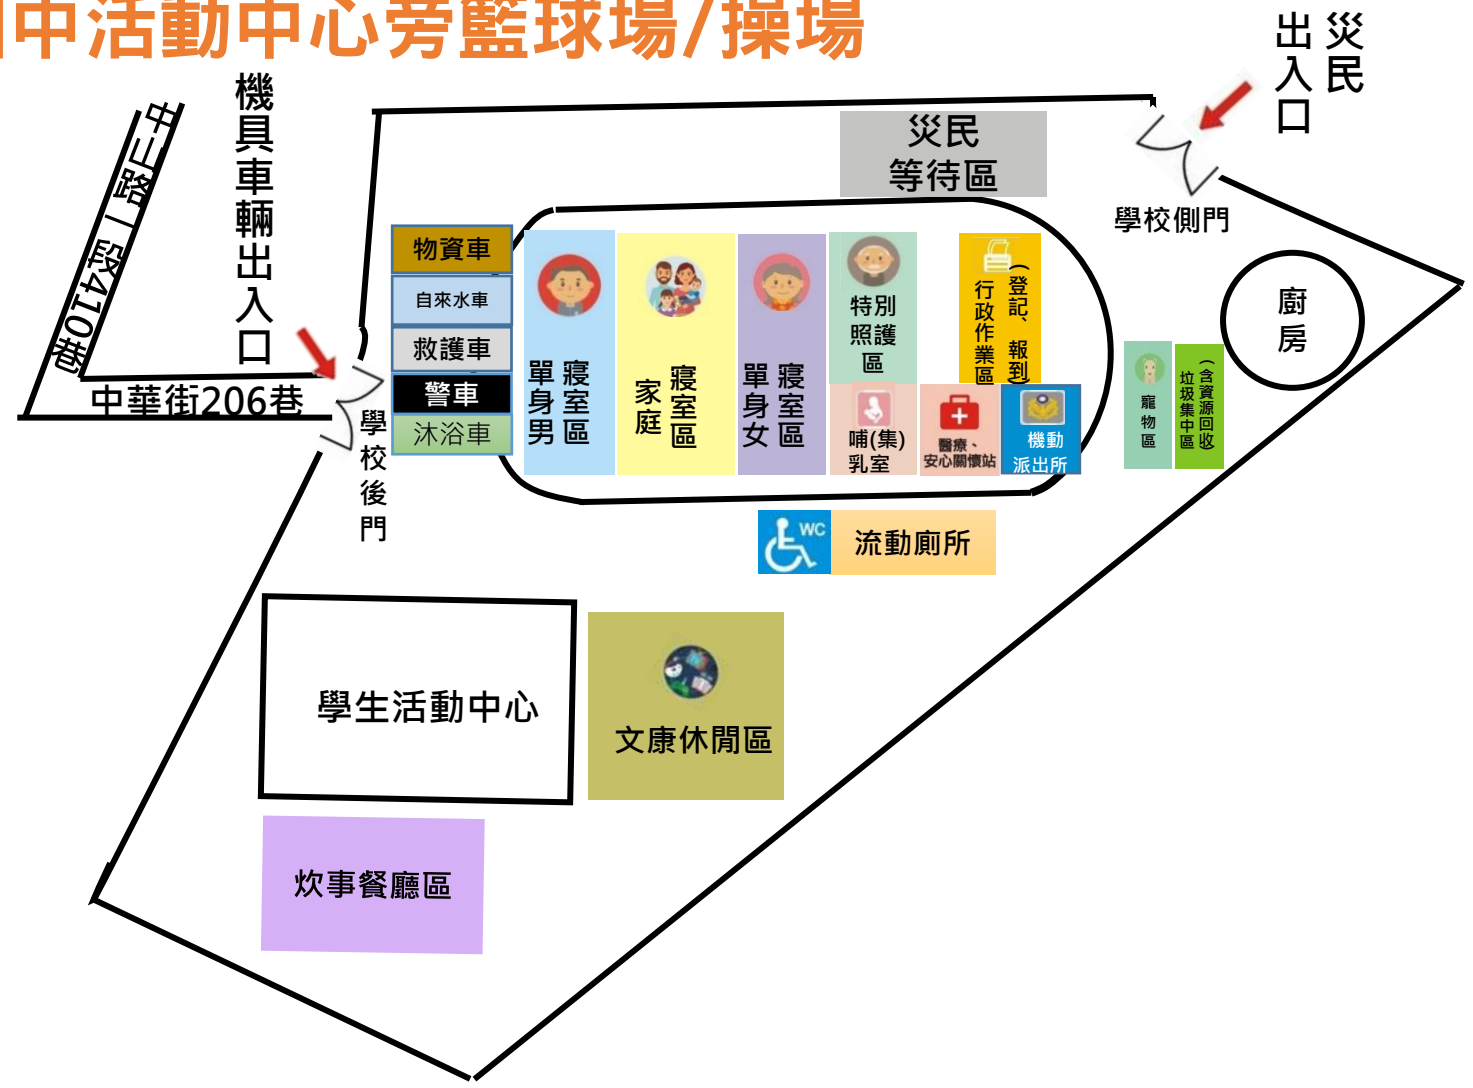 中活動中心旁籃球場/操場
災民
出入口
機具車輛出入口
中山路一段410巷
中華街206巷
學校後門
災民
等待區
學校側門
物資車
自來水車
救護車
警車
沐浴車
單身男
寢室區
家庭
寢室區
單身女
寢室區
特別
照護
區
行政作業區
(登記、報到)
哺(集)
乳室
醫療、
安心關懷站
機動
派出所
寵物區
垃圾集中區
(含資源回收)
廚房
WC
流動廁所
學生活動中心
文康休閒區
炊事餐廳區